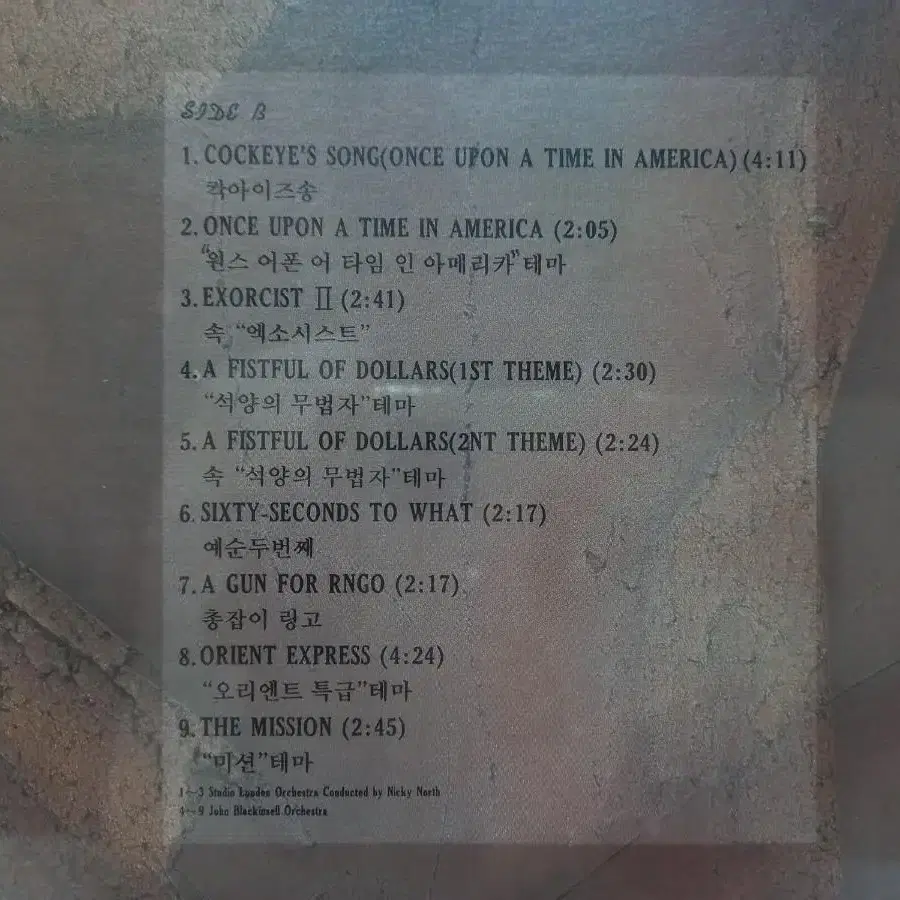 SIDE B
1. COCKEYE'S SONG(ONCE UPON A TIME IN AMERICA) (4:11)
칵아이즈송
2. ONCE UPON A TIME IN AMERICA (2:05)
"원스 어폰 어 타임 인 아메리카"테마
3. EXORCIST Ⅱ (2:41)
속 "엑소시스트"
4. A FISTFUL OF DOLLARS(1ST THEME) (2:30)
"석양의 무법자"테마
5. A FISTFUL OF DOLLARS(2NT THEME) (2:24)
속 "석양의 무법자"테마
6. SIXTY-SECONDS TO WHAT (2:17)
예순두번째
7. A GUN FOR RNGO (2:17)
총잡이 링고
8. ORIENT EXPRESS (4:24)
"오리엔트 특급"테마
9. THE MISSION (2:45)
"미션"테마
1~3 Studio London Orchestra Conducted by Nicky North
4~9 John Blackinsell Orchestra